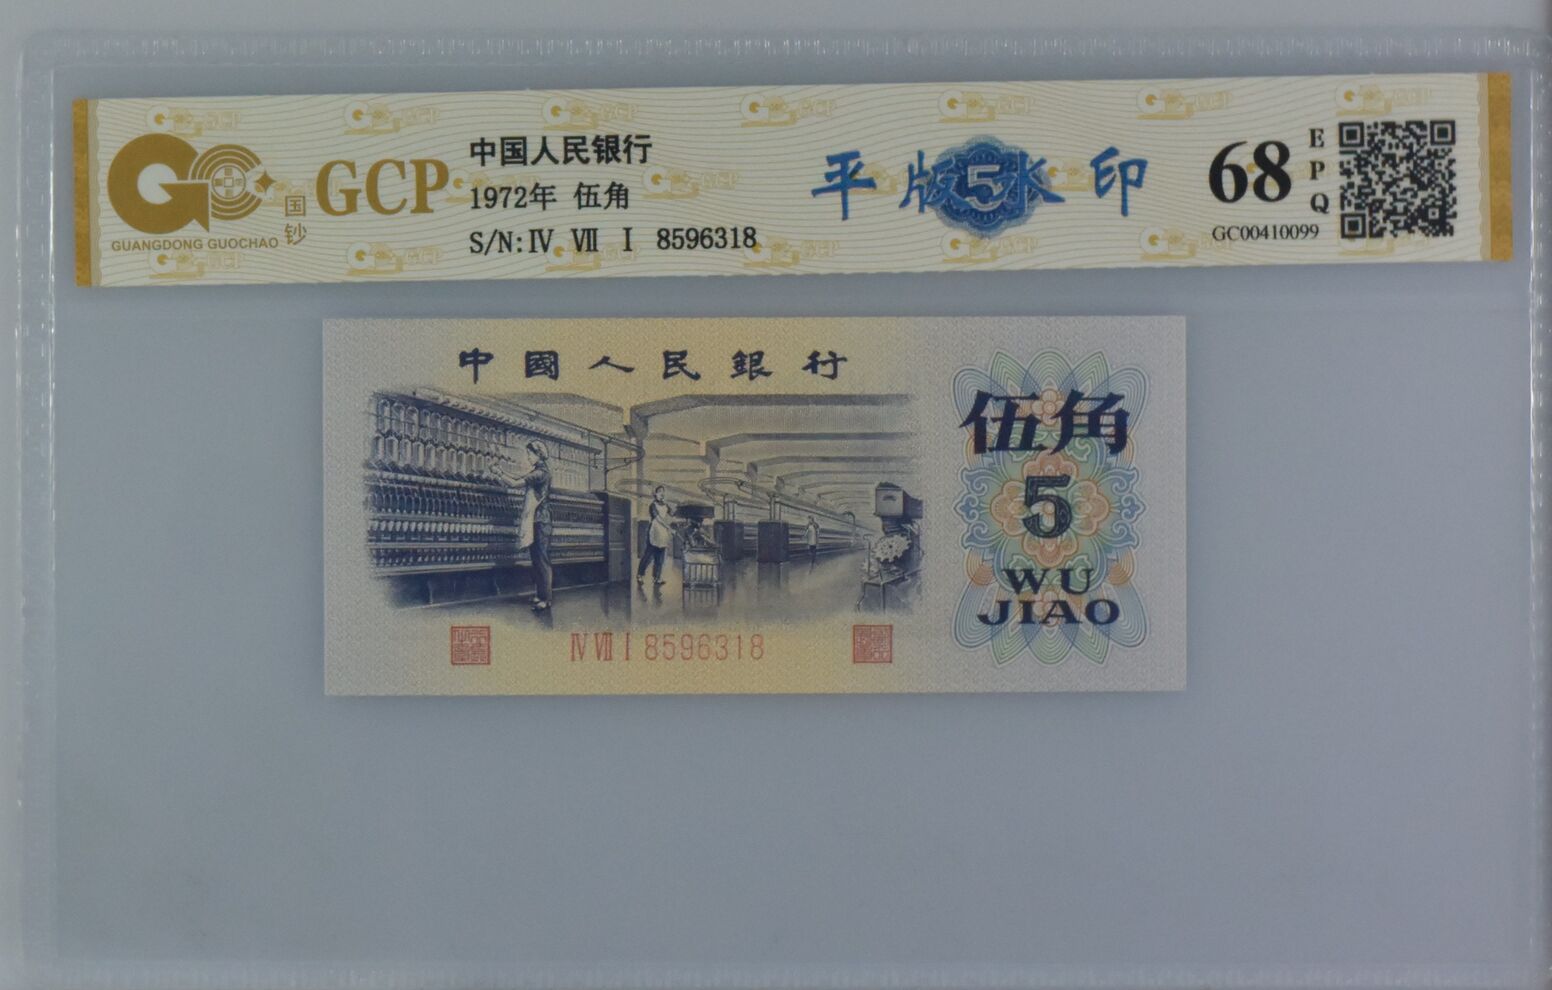 GCP
国钞
GUANGDONG GUOCHAO
中国人民银行
1972年 伍角
S/N: Ⅳ Ⅶ Ⅰ 8596318
平版水印
5
68
EPQ
GC00410099
中國人民銀行
伍角
5
WU
JIAO
Ⅳ Ⅶ Ⅰ 8596318